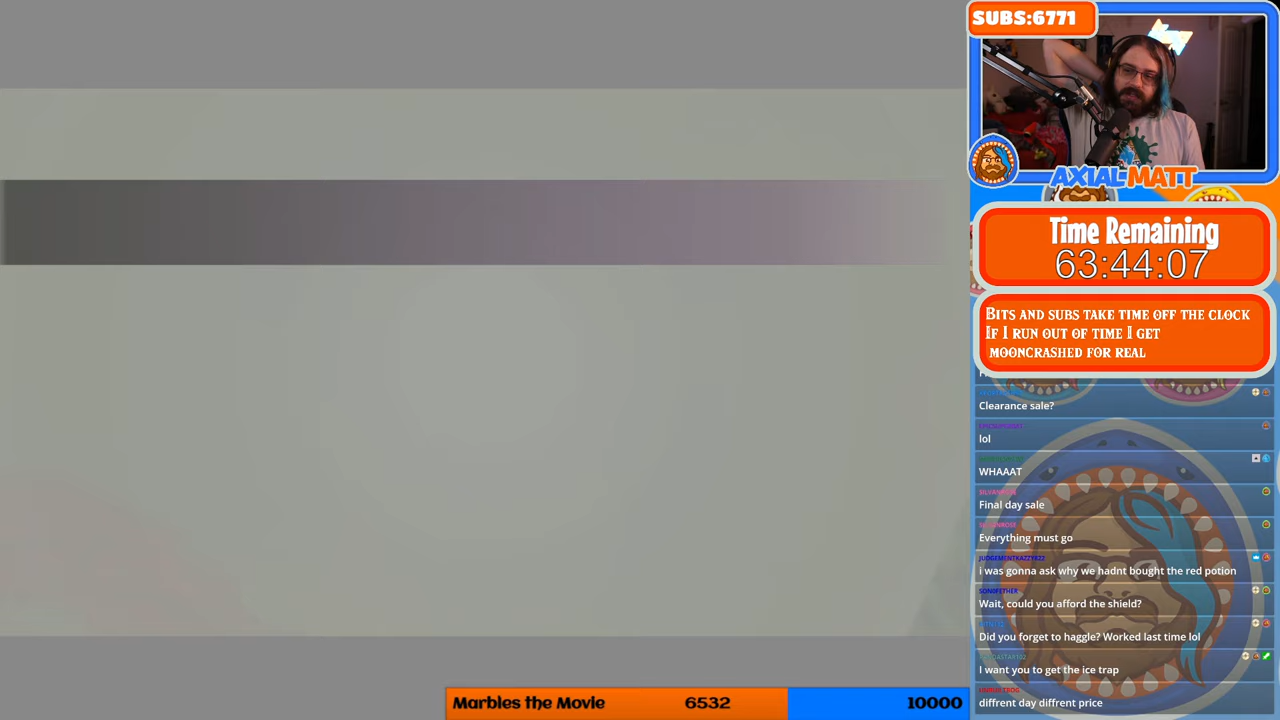 SUBS:6771
AXIAL-MATT
Time Remaining
63:44:07
BITS AND SUBS TAKE TIME OFF THE CLOCK
IF I RUN OUT OF TIME I GET
MOONCRASHED FOR REAL
Clearance sale?
lol
WHAAAT
Final day sale
Everything must go
i was gonna ask why we hadnt bought the red potion
Wait, could you afford the shield?
Did you forget to haggle? Worked last time lol
I want you to get the ice trap
diffrent day diffrent price
Marbles the Movie 6532 10000